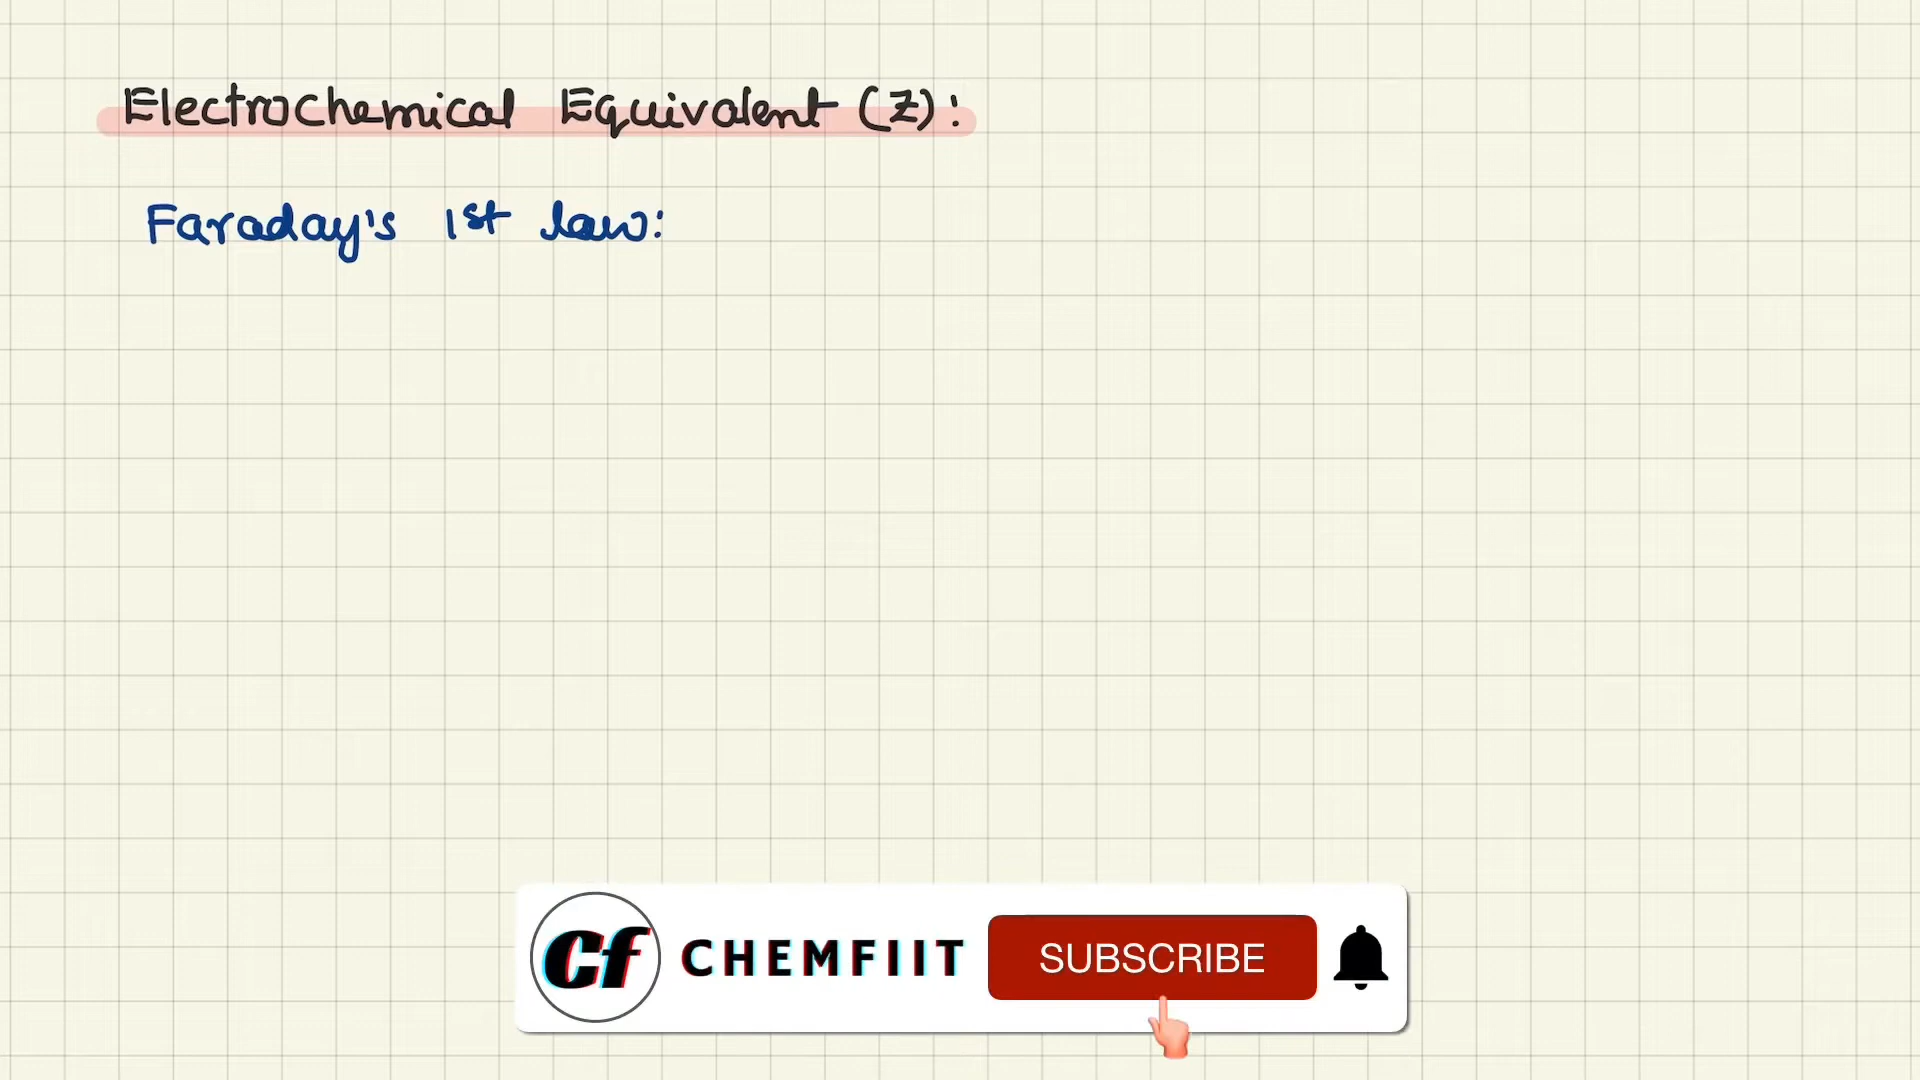 Electrochemical Equivalent (Z):
Faraday's 1st law:
Cf CHEMFIIT SUBSCRIBE